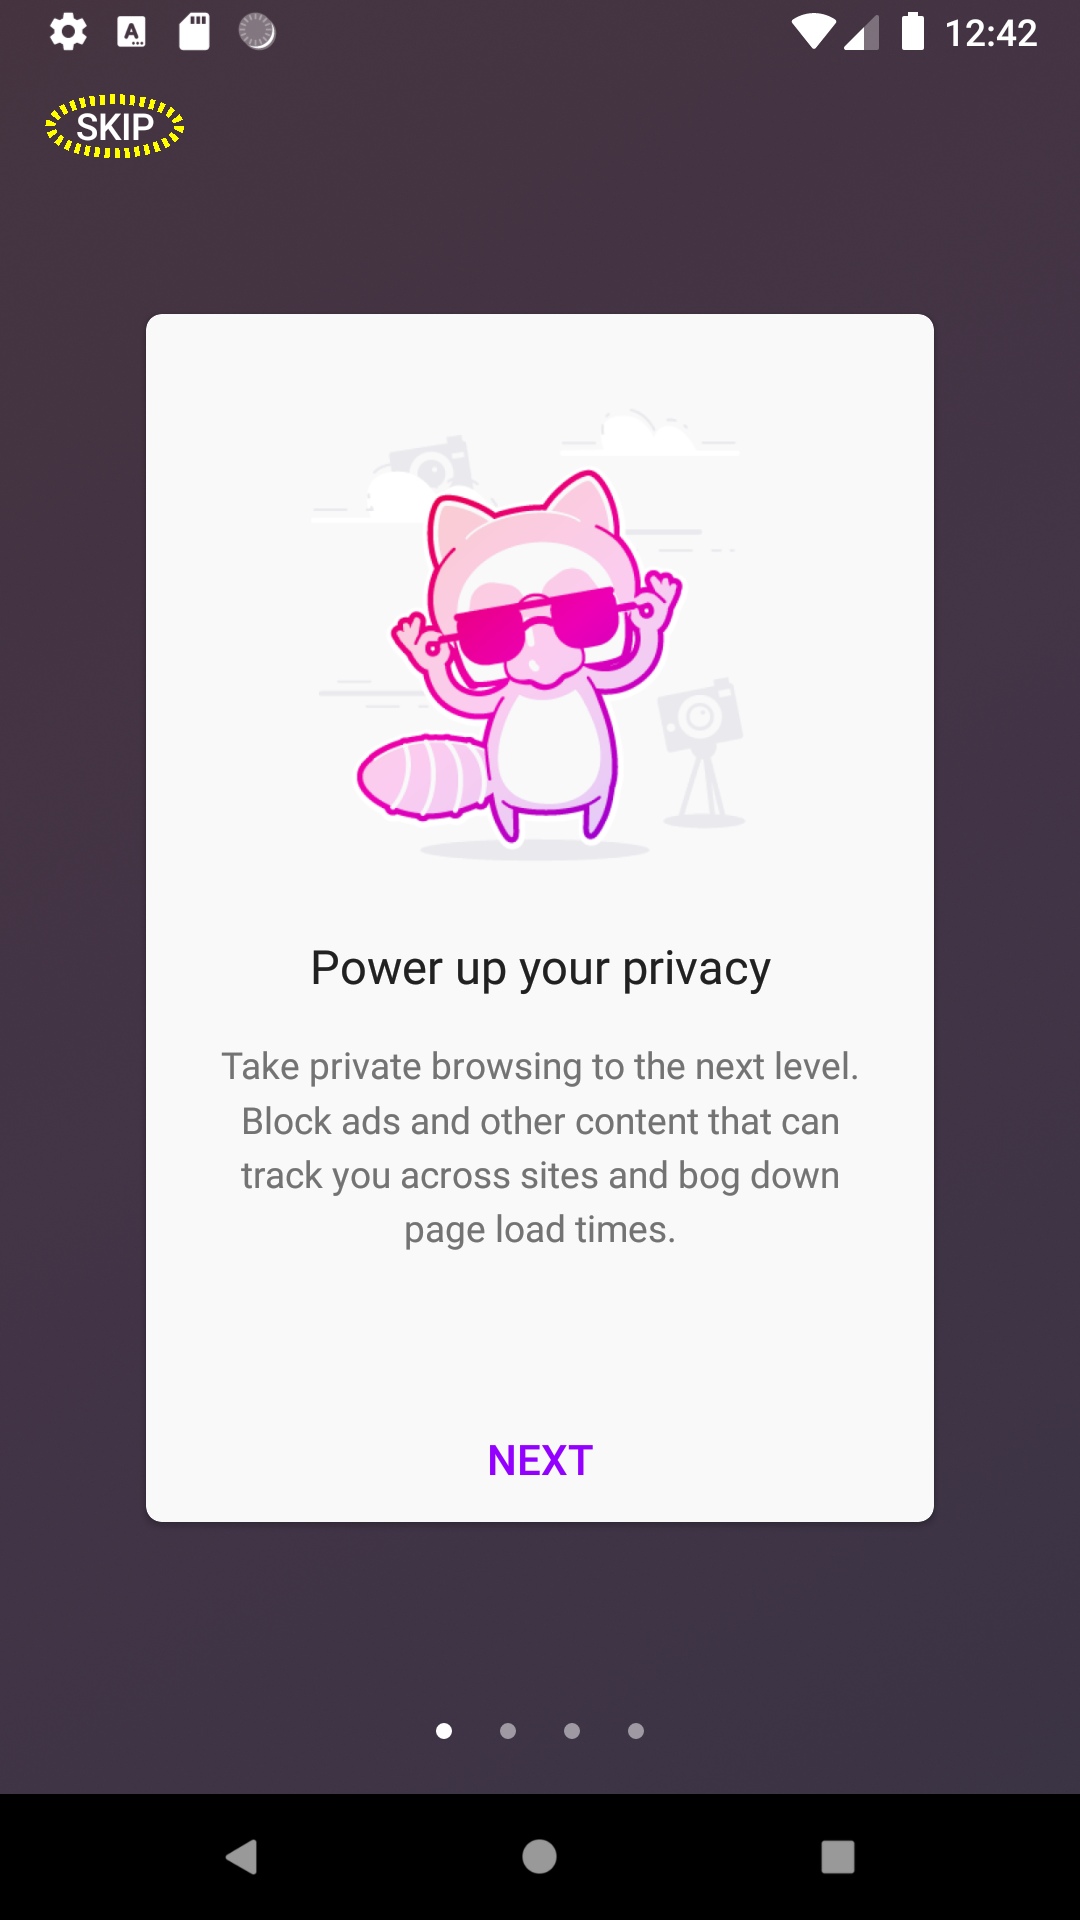 12:42
SKIP
Power up your privacy
Take private browsing to the next level.
Block ads and other content that can
track you across sites and bog down
page load times.
NEXT